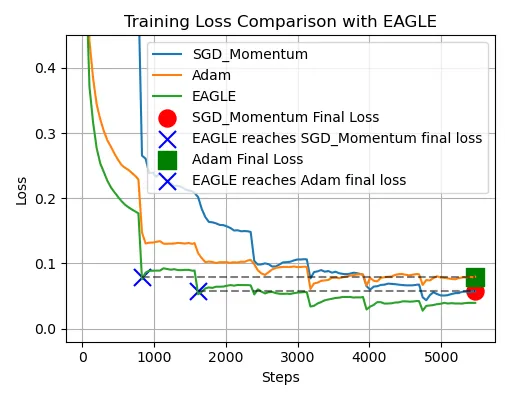 Training Loss Comparison with EAGLE
SGD_Momentum
Adam
EAGLE
SGD_Momentum Final Loss
EAGLE reaches SGD_Momentum final loss
Adam Final Loss
EAGLE reaches Adam final loss
Loss
0.4
0.3
0.2
0.1
0.0
0 1000 2000 3000 4000 5000
Steps